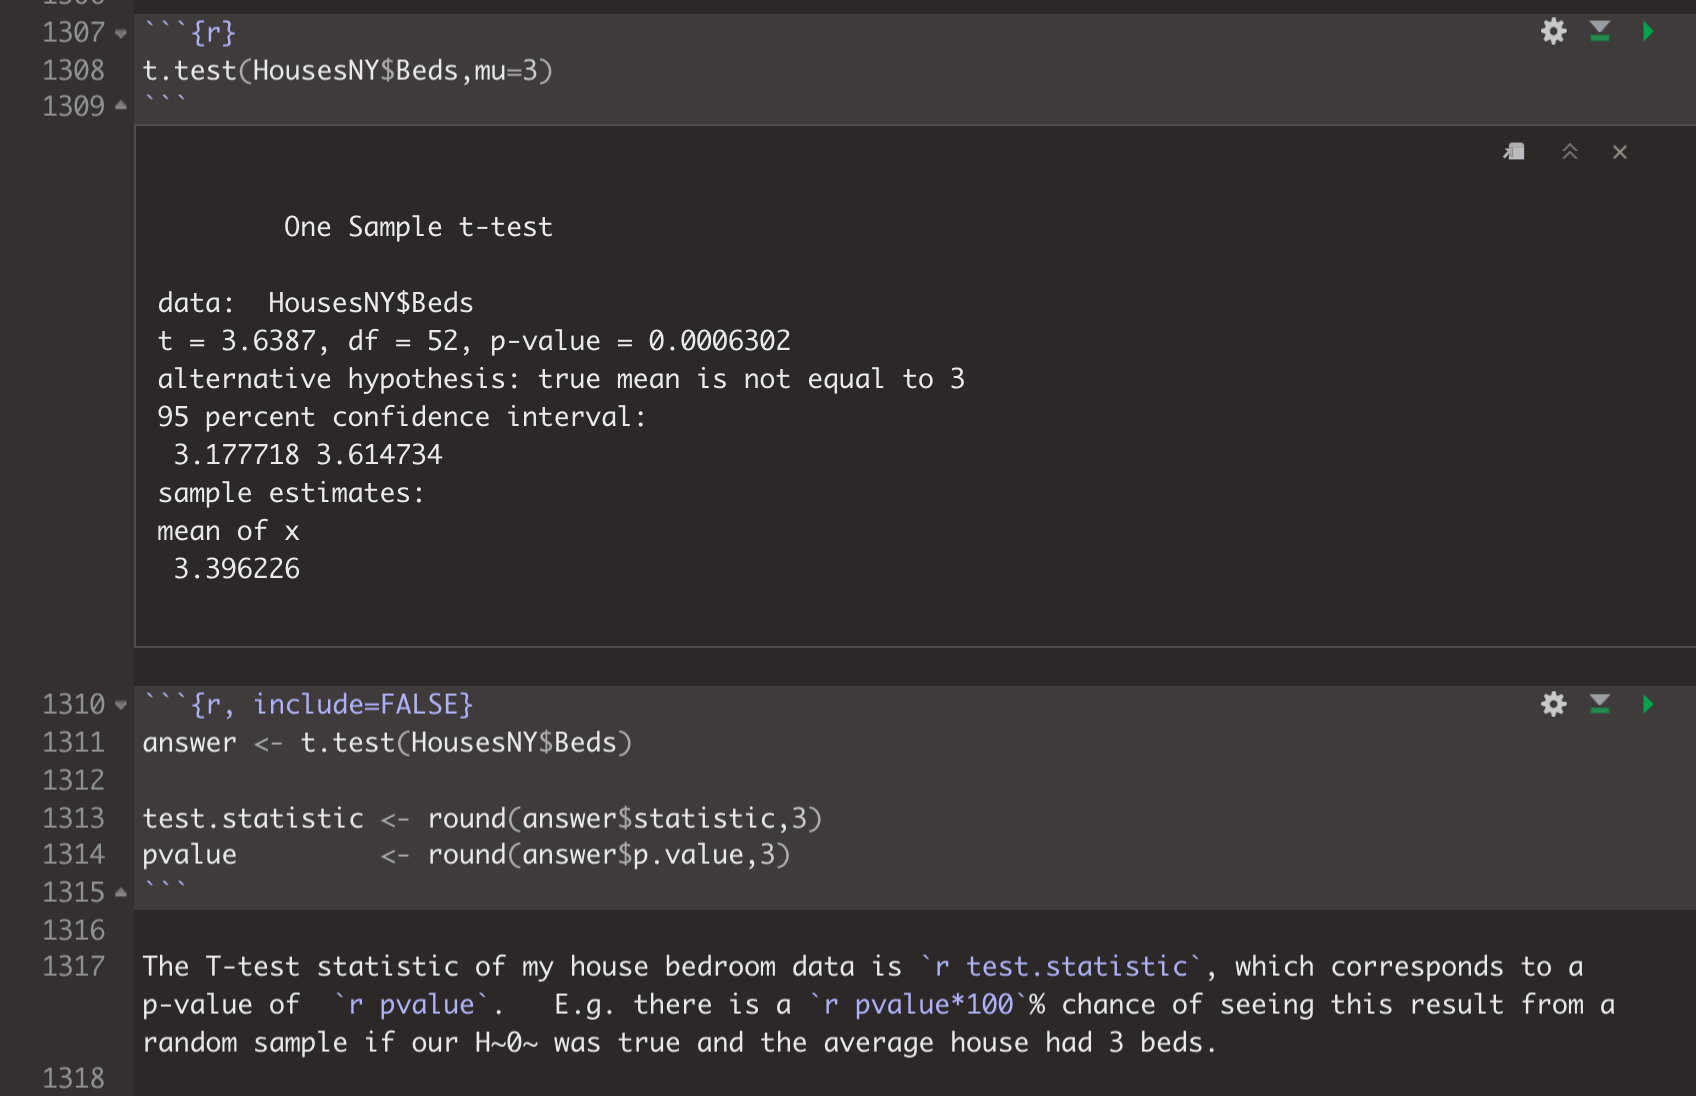 1307 ```{r}
1308 t.test(HousesNY$Beds,mu=3)
1309 ```
One Sample t-test
data:  HousesNY$Beds
t = 3.6387, df = 52, p-value = 0.0006302
alternative hypothesis: true mean is not equal to 3
95 percent confidence interval:
 3.177718 3.614734
sample estimates:
mean of x
 3.396226
1310 ```{r, include=FALSE}
1311 answer <- t.test(HousesNY$Beds)
1312
1313 test.statistic <- round(answer$statistic,3)
1314 pvalue         <- round(answer$p.value,3)
1315 ```
1316
1317 The T-test statistic of my house bedroom data is `r test.statistic`, which corresponds to a
p-value of  `r pvalue`.   E.g. there is a `r pvalue*100`% chance of seeing this result from a
random sample if our H~0~ was true and the average house had 3 beds.
1318